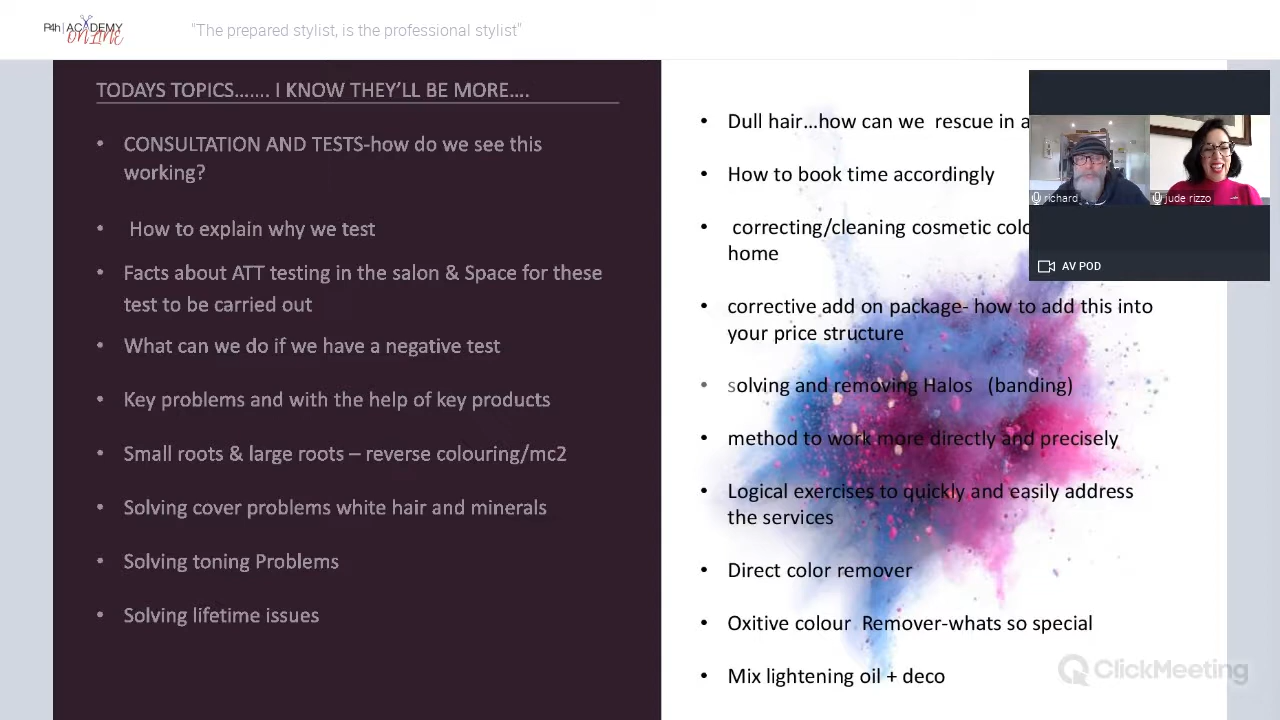 P4h | ACADEMY
ONLINE
"The prepared stylist, is the professional stylist"
TODAYS TOPICS……. I KNOW THEY'LL BE MORE….
• CONSULTATION AND TESTS-how do we see this
working?
• How to explain why we test
• Facts about ATT testing in the salon & Space for these
test to be carried out
• What can we do if we have a negative test
• Key problems and with the help of key products
• Small roots & large roots – reverse colouring/mc2
• Solving cover problems white hair and minerals
• Solving toning Problems
• Solving lifetime issues
• Dull hair…how can we rescue in a
• How to book time accordingly
• correcting/cleaning cosmetic colo
home
• corrective add on package- how to add this into
your price structure
• solving and removing Halos (banding)
• method to work more directly and precisely
• Logical exercises to quickly and easily address
the services
• Direct color remover
• Oxitive colour Remover-whats so special
• Mix lightening oil + deco
richard
jude rizzo
AV POD
ClickMeeting